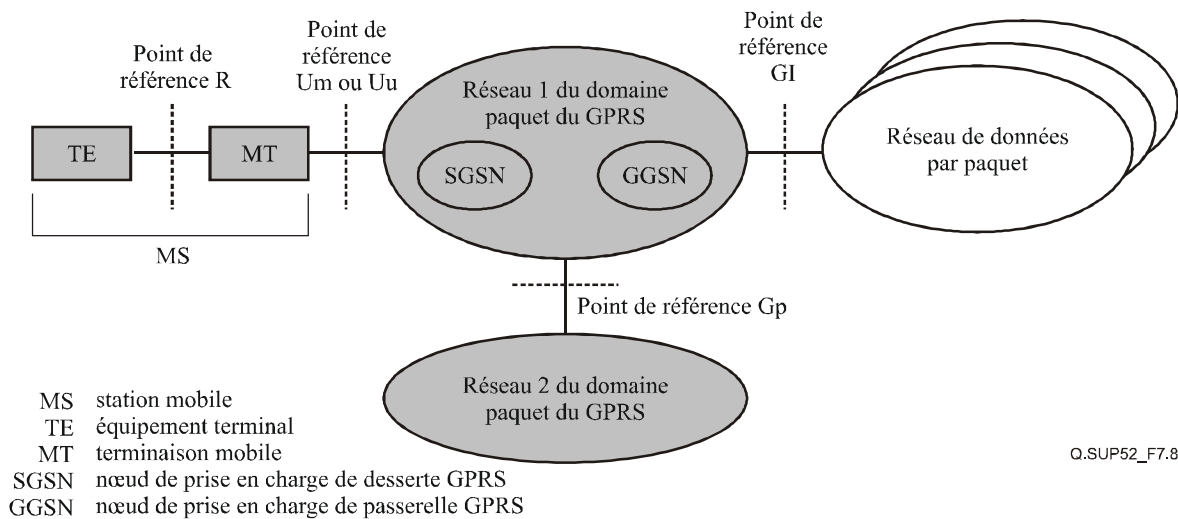 Point de
référence R
Point de
référence
Um ou Uu
Point de
référence
GI
TE
MT
MS
Réseau 1 du domaine
paquet du GPRS
SGSN
GGSN
Réseau de données
par paquet
Point de référence Gp
Réseau 2 du domaine
paquet du GPRS
MS station mobile
TE équipement terminal
MT terminaison mobile
SGSN nœud de prise en charge de desserte GPRS
GGSN nœud de prise en charge de passerelle GPRS
Q.SUP52_F7.8